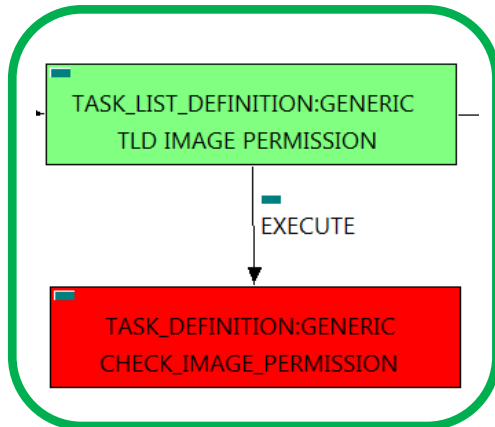 TASK_LIST_DEFINITION:GENERIC
TLD IMAGE PERMISSION
EXECUTE
TASK_DEFINITION:GENERIC
CHECK_IMAGE_PERMISSION